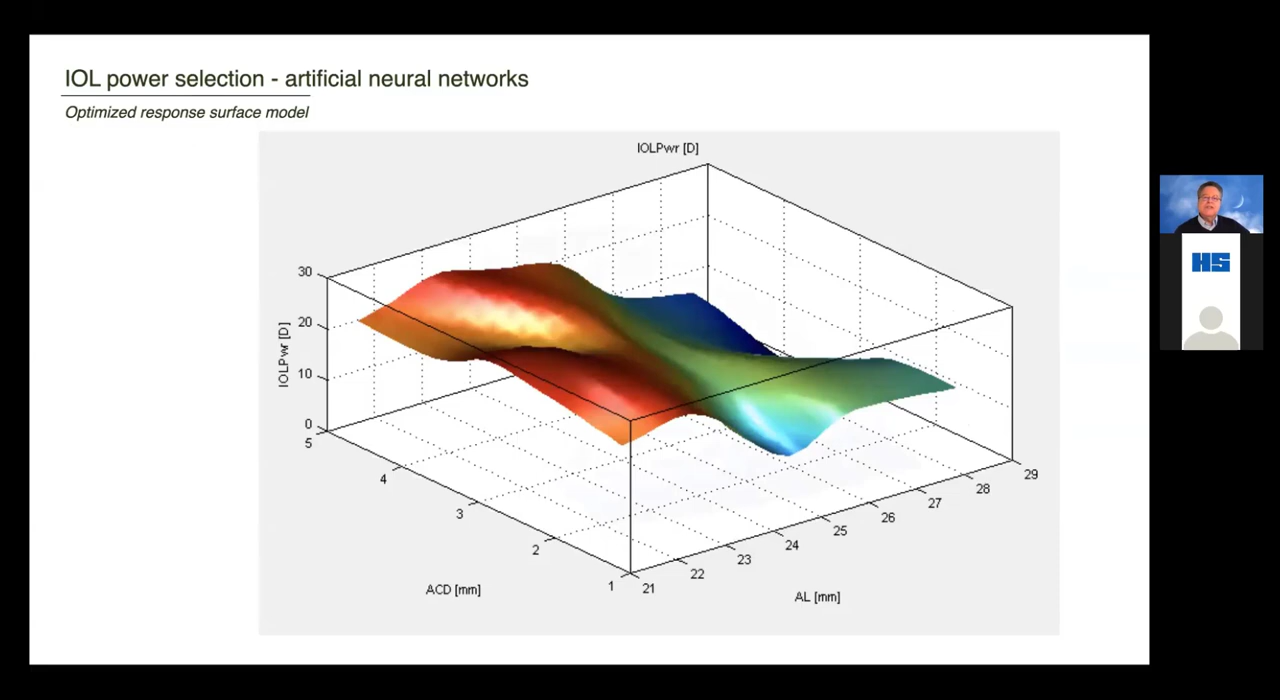 IOL power selection - artificial neural networks
Optimized response surface model
IOLPwr [D]
30
20
10
0
IOLPwr [D]
5
4
3
2
1
ACD [mm]
21
22
23
24
25
26
27
28
29
AL [mm]
HS